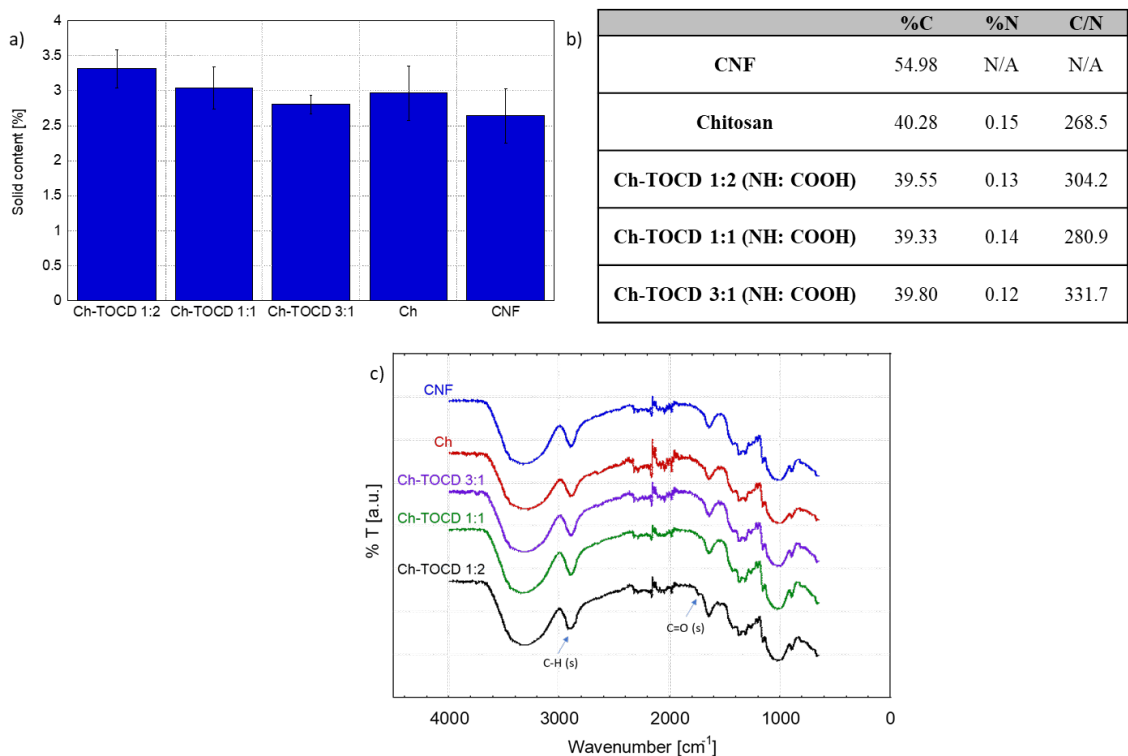 a)
Solid content [%]
4
3.5
3
2.5
2
1.5
1
0.5
0
Ch-TOCD 1:2 Ch-TOCD 1:1 Ch-TOCD 3:1 Ch CNF
b)
%C %N C/N
CNF 54.98 N/A N/A
Chitosan 40.28 0.15 268.5
Ch-TOCD 1:2 (NH: COOH) 39.55 0.13 304.2
Ch-TOCD 1:1 (NH: COOH) 39.33 0.14 280.9
Ch-TOCD 3:1 (NH: COOH) 39.80 0.12 331.7
c)
% T [a.u.]
CNF
Ch
Ch-TOCD 3:1
Ch-TOCD 1:1
Ch-TOCD 1:2
C=O (s)
C-H (s)
4000 3000 2000 1000 0
Wavenumber [cm⁻¹]